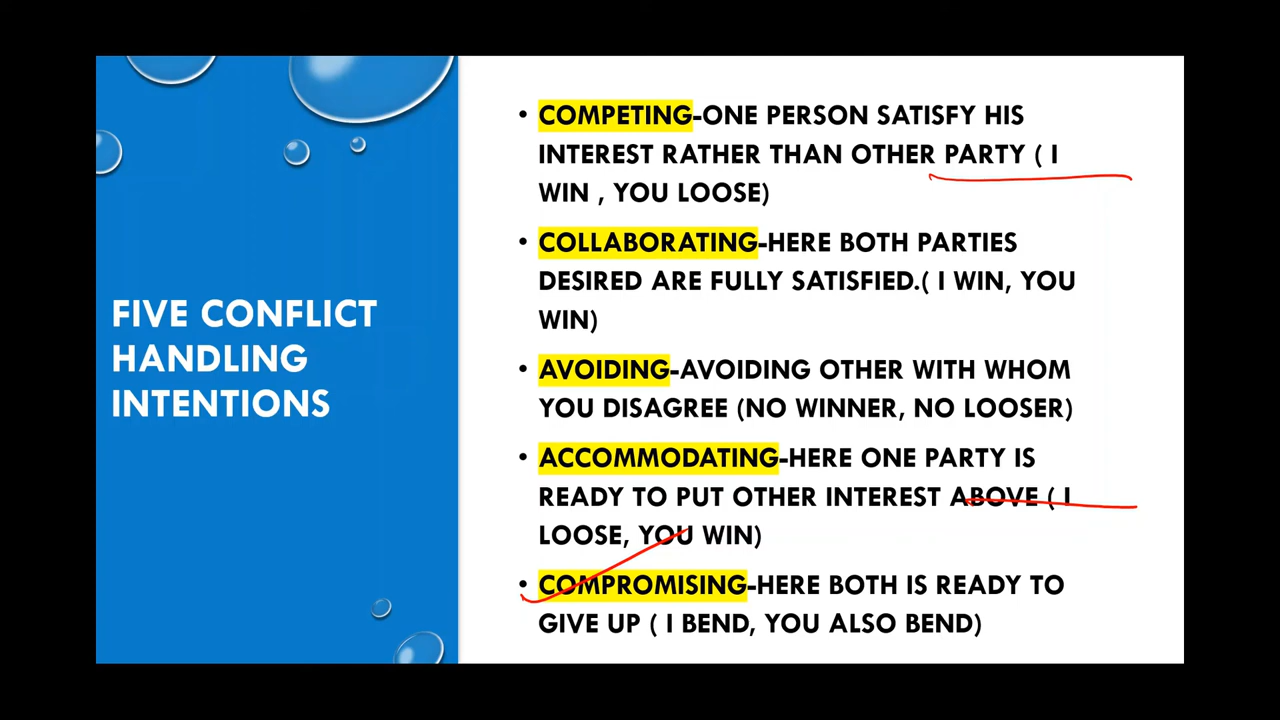 FIVE CONFLICT
HANDLING
INTENTIONS
• COMPETING-ONE PERSON SATISFY HIS
INTEREST RATHER THAN OTHER PARTY ( I
WIN , YOU LOOSE)
• COLLABORATING-HERE BOTH PARTIES
DESIRED ARE FULLY SATISFIED.( I WIN, YOU
WIN)
• AVOIDING-AVOIDING OTHER WITH WHOM
YOU DISAGREE (NO WINNER, NO LOOSER)
• ACCOMMODATING-HERE ONE PARTY IS
READY TO PUT OTHER INTEREST ABOVE ( I
LOOSE, YOU WIN)
• COMPROMISING-HERE BOTH IS READY TO
GIVE UP ( I BEND, YOU ALSO BEND)